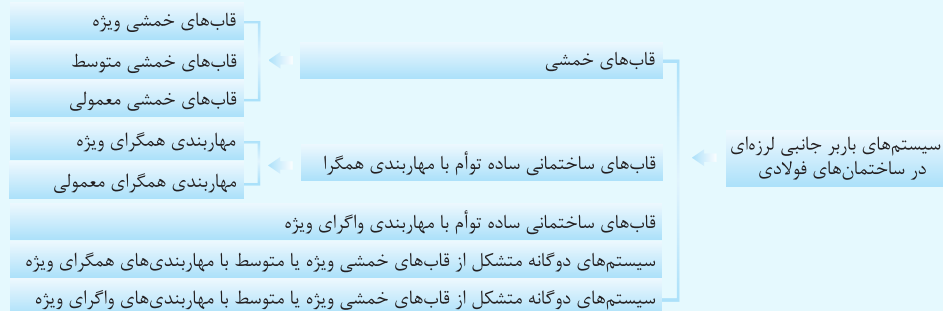 سیستم‌های باربر جانبی لرزه‌ای
در ساختمان‌های فولادی
قاب‌های خمشی
قاب‌های خمشی ویژه
قاب‌های خمشی متوسط
قاب‌های خمشی معمولی
قاب‌های ساختمانی ساده توأم با مهاربندی همگرا
مهاربندی همگرای ویژه
مهاربندی همگرای معمولی
قاب‌های ساختمانی ساده توأم با مهاربندی واگرای ویژه
سیستم‌های دوگانه متشکل از قاب‌های خمشی ویژه یا متوسط با مهاربندی‌های همگرای ویژه
سیستم‌های دوگانه متشکل از قاب‌های خمشی ویژه یا متوسط با مهاربندی‌های واگرای ویژه